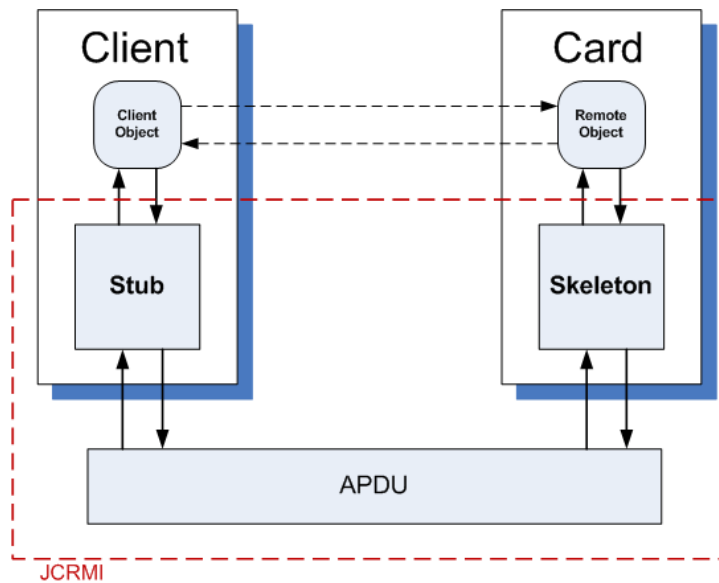 Client
Card
Client
Object
Remote
Object
Stub
Skeleton
APDU
JCRMI